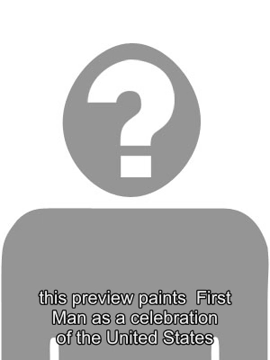 ?
this preview paints  First
Man as a celebration
of the United States